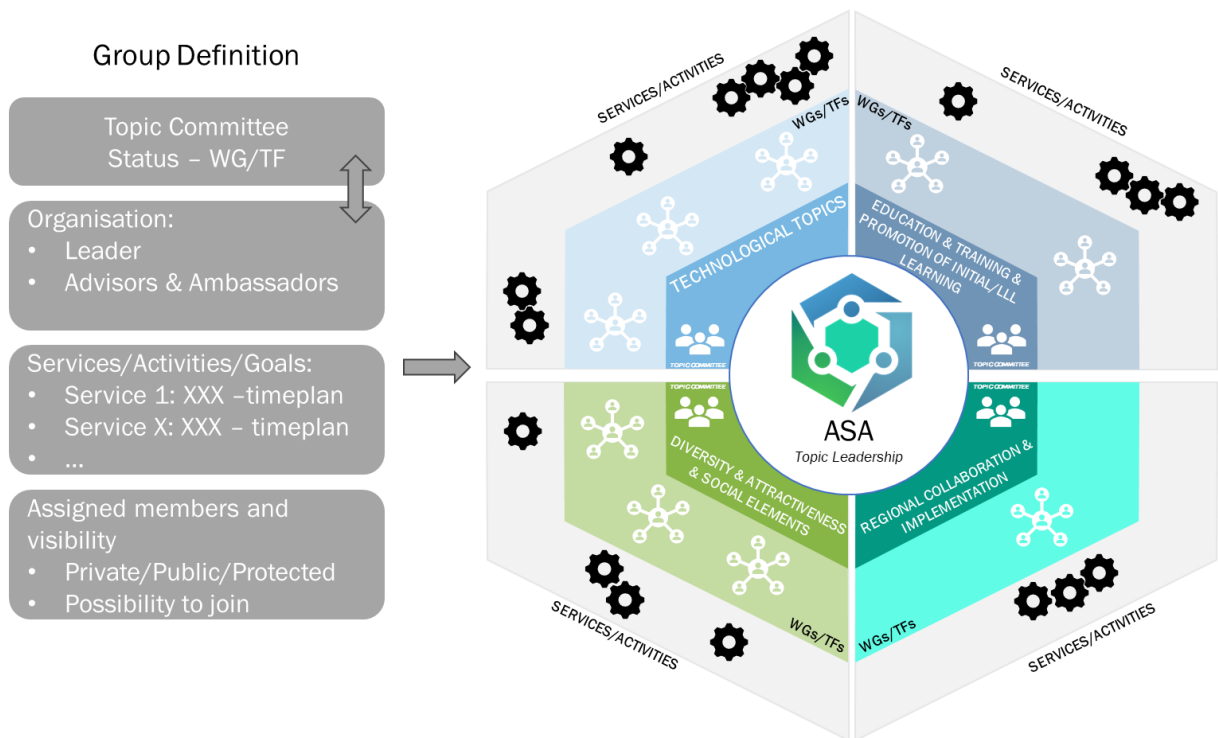 Group Definition
Topic Committee
Status – WG/TF
Organisation:
• Leader
• Advisors & Ambassadors
Services/Activities/Goals:
• Service 1: XXX –timeplan
• Service X: XXX – timeplan
• ...
Assigned members and
visibility
• Private/Public/Protected
• Possibility to join
SERVICES/ACTIVITIES
WGs/TFs
TECHNOLOGICAL TOPICS
TOPIC COMMITTEE
SERVICES/ACTIVITIES
WGs/TFs
EDUCATION & TRAINING &
PROMOTION OF INITIAL/LLL
LEARNING
TOPIC COMMITTEE
ASA
Topic Leadership
TOPIC COMMITTEE
DIVERSITY & ATTRACTIVENESS
& SOCIAL ELEMENTS
WGs/TFs
SERVICES/ACTIVITIES
TOPIC COMMITTEE
REGIONAL COLLABORATION &
IMPLEMENTATION
WGs/TFs
SERVICES/ACTIVITIES